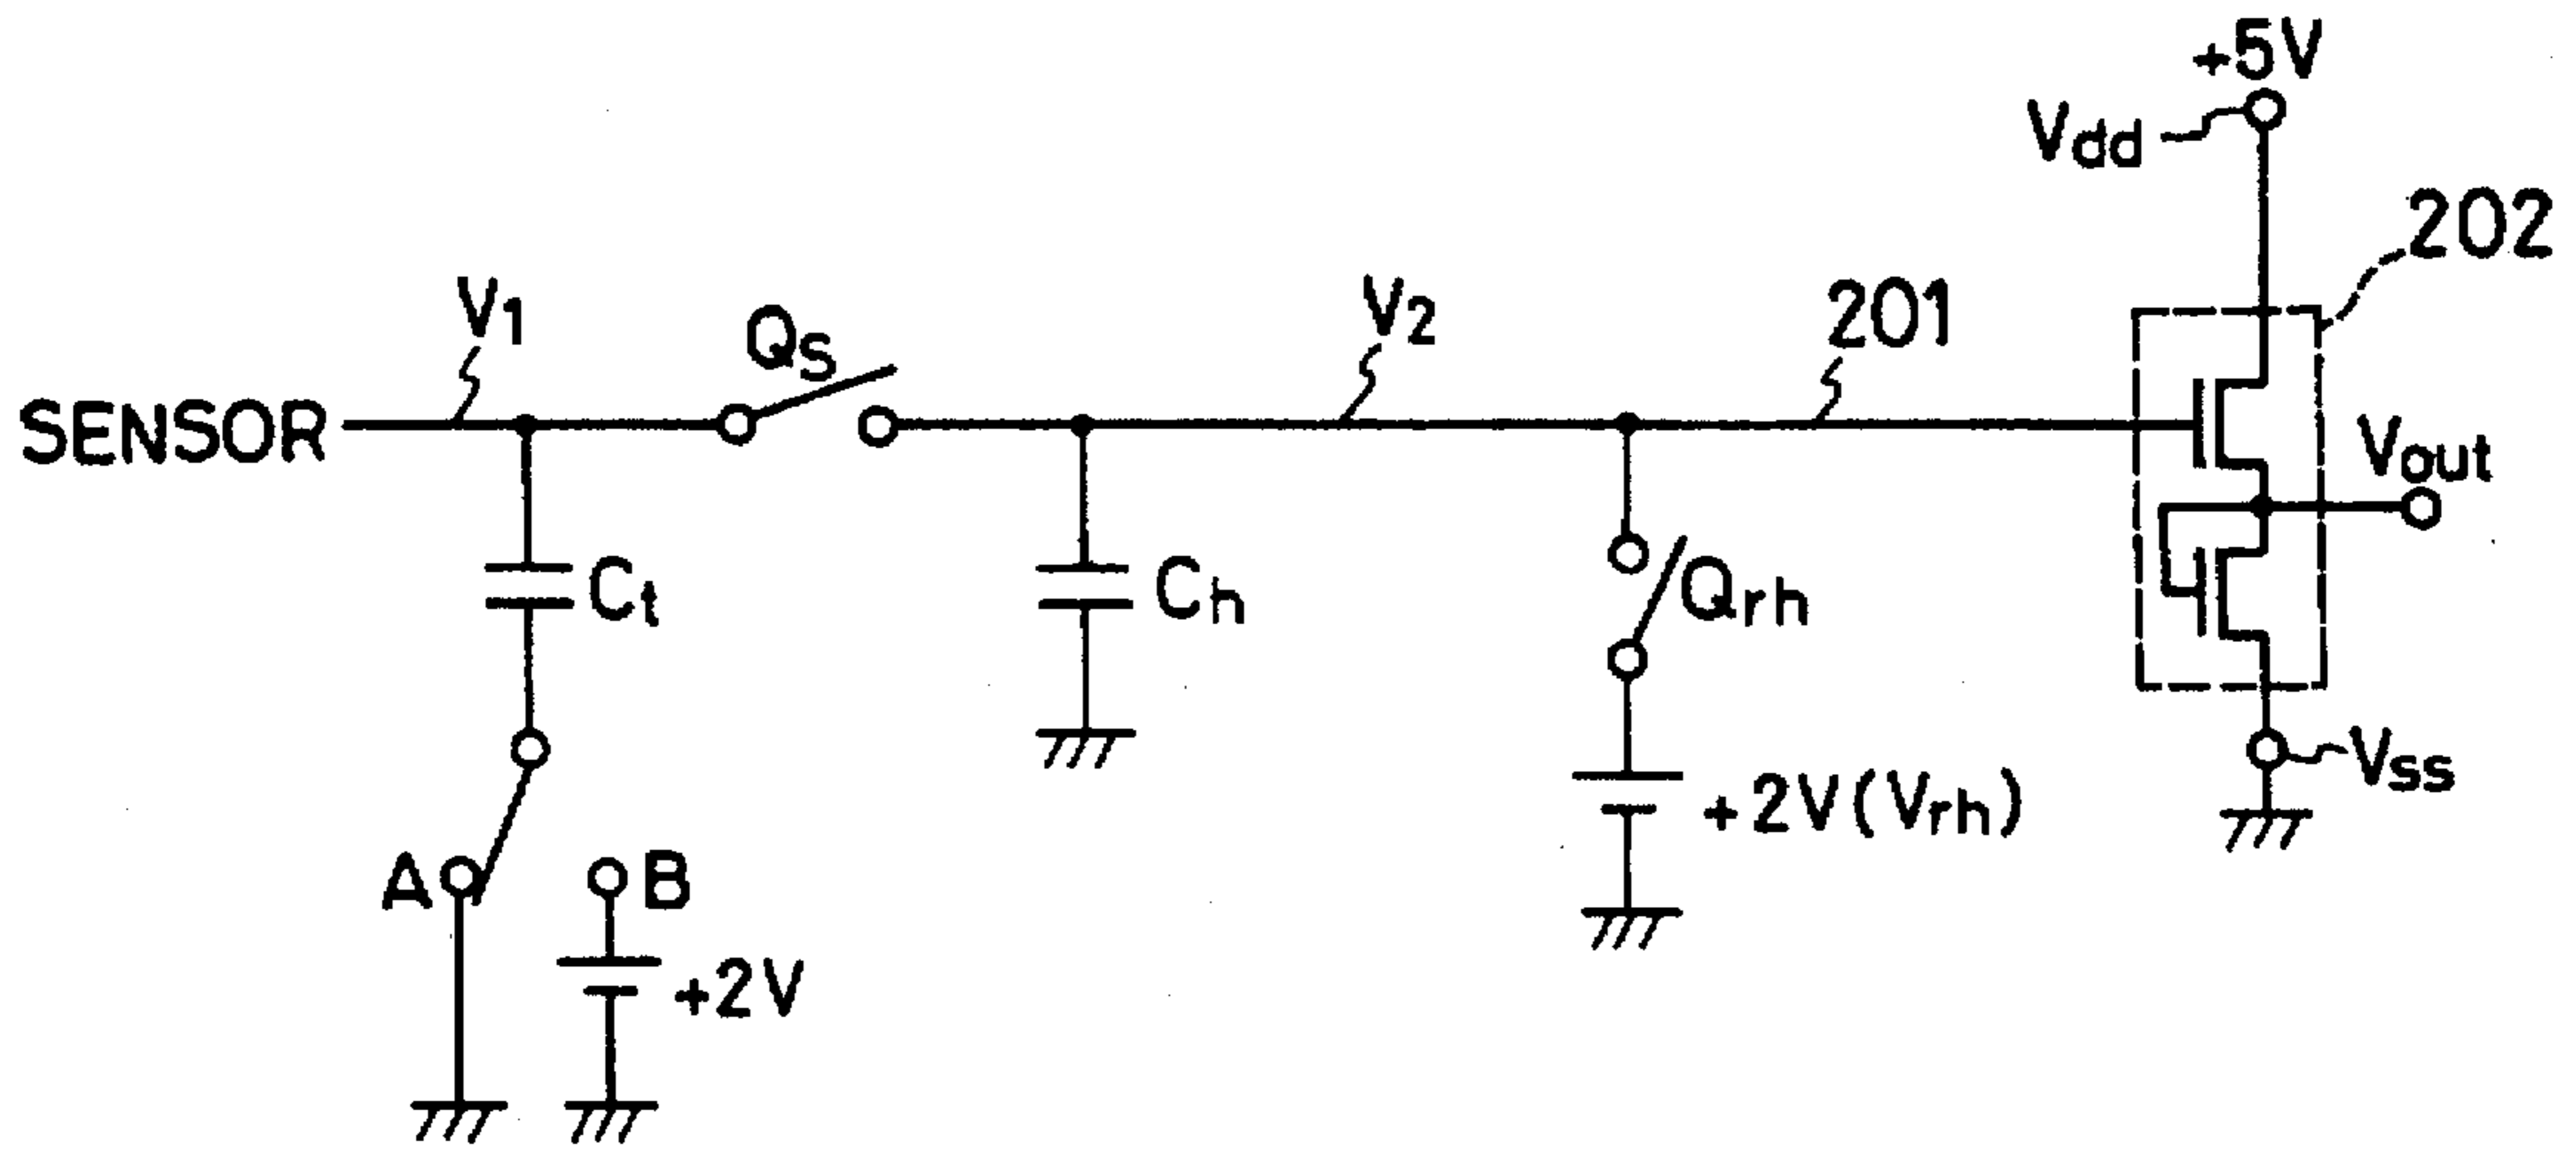 +5V
Vdd
202
V1
QS
V2
201
SENSOR
Vout
Ct
Ch
Qrh
Vss
+2V(Vrh)
A
B
+2V